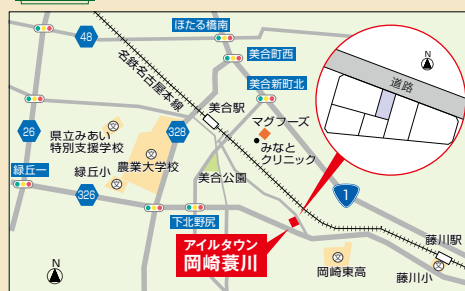 48
ほたる橋南
美合町西
名鉄名古屋本線
美合新町北
N
道路
美合駅
マグフーズ
26
県立みあい
特別支援学校
328
みなと
クリニック
農業大学校
緑丘一
緑丘小
美合公園
326
1
下北野尻
アイルタウン
岡崎蓑川
藤川駅
N
岡崎東高
藤川小